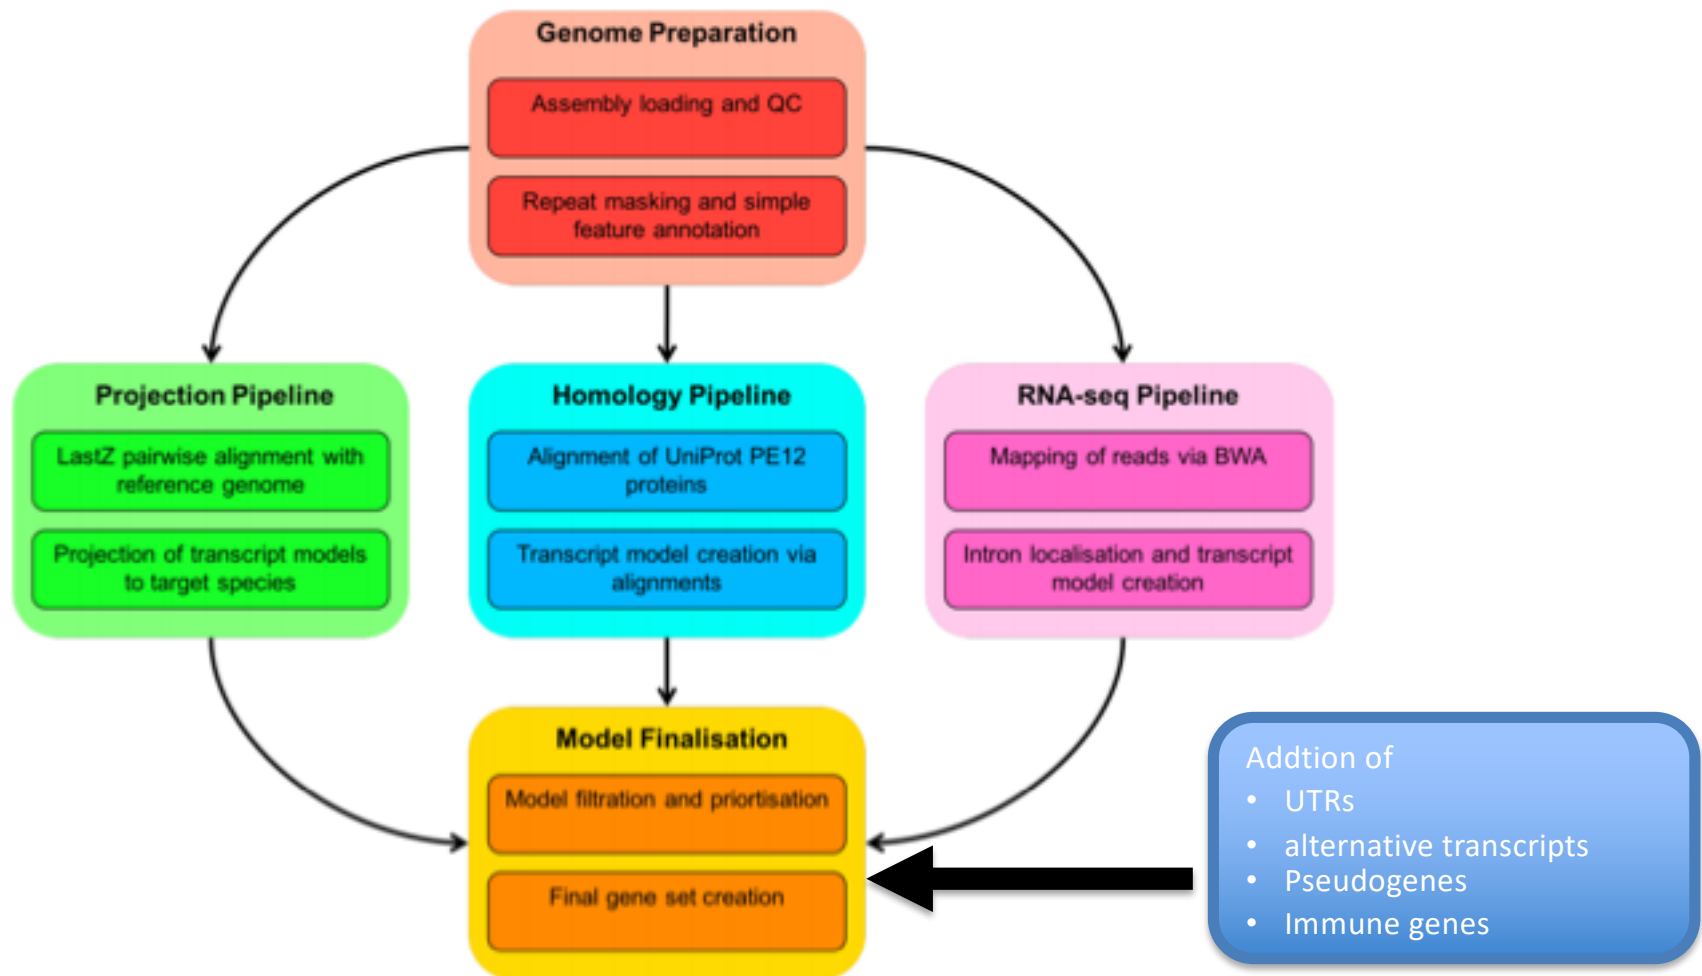 Genome Preparation
Assembly loading and QC
Repeat masking and simple
feature annotation
Projection Pipeline
LastZ pairwise alignment with
reference genome
Projection of transcript models
to target species
Homology Pipeline
Alignment of UniProt PE12
proteins
Transcript model creation via
alignments
RNA-seq Pipeline
Mapping of reads via BWA
Intron localisation and transcript
model creation
Model Finalisation
Model filtration and priortisation
Final gene set creation
Addtion of
• UTRs
• alternative transcripts
• Pseudogenes
• Immune genes